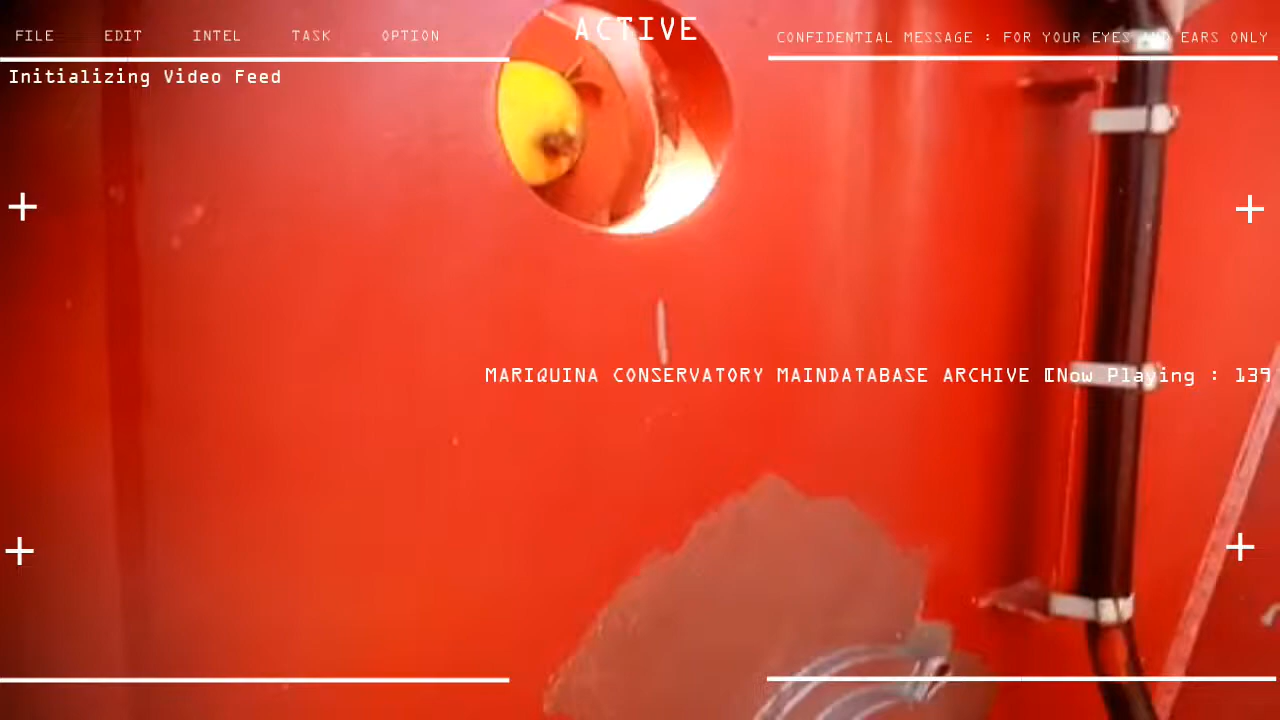 ACTIVE
FILE EDIT INTEL TASK OPTION
CONFIDENTIAL MESSAGE : FOR YOUR EYES AND EARS ONLY
Initializing Video Feed
MARIQUINA CONSERVATORY MAINDATABASE ARCHIVE [Now Playing : 139